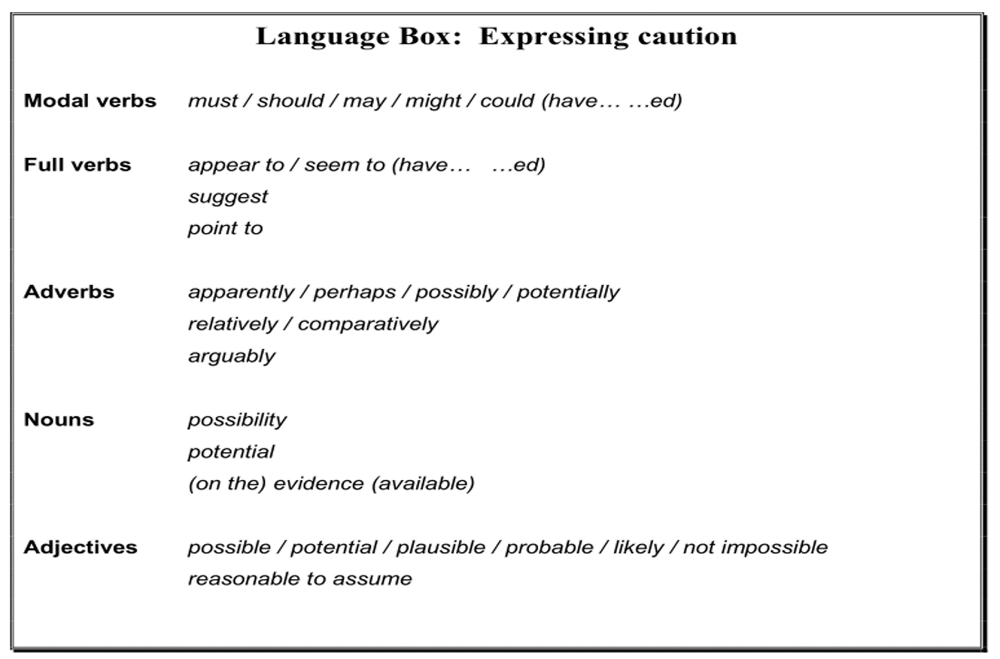 Language Box:  Expressing caution
Modal verbs must / should / may / might / could (have… …ed)
Full verbs appear to / seem to (have… …ed)
suggest
point to
Adverbs apparently / perhaps / possibly / potentially
relatively / comparatively
arguably
Nouns possibility
potential
(on the) evidence (available)
Adjectives possible / potential / plausible / probable / likely / not impossible
reasonable to assume